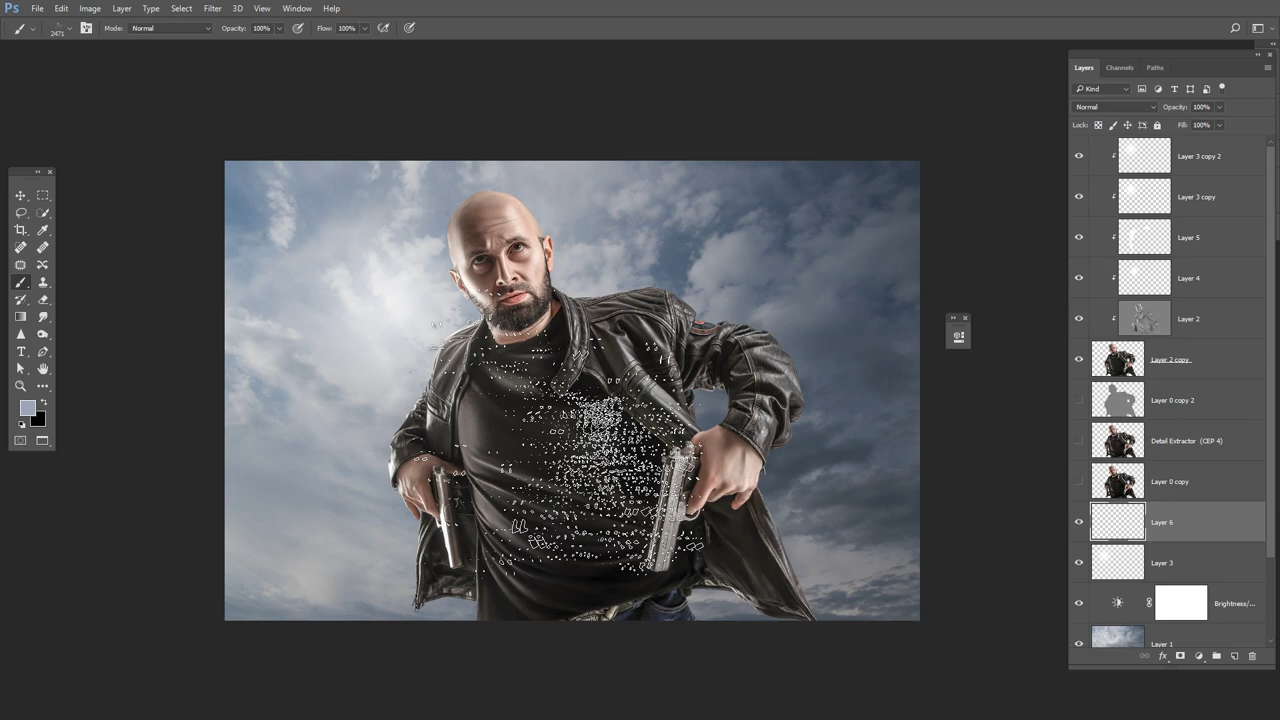 Ps File Edit Image Layer Type Select Filter 3D View Window Help
2471 Mode: Normal Opacity: 100% Flow: 100%
Layers Channels Paths
Kind
Normal Opacity: 100%
Lock: Fill: 100%
Layer 3 copy 2
Layer 3 copy
Layer 5
Layer 4
Layer 2
Layer 2 copy
Layer 0 copy 2
Detail Extractor (CEP 4)
Layer 0 copy
Layer 6
Layer 3
Brightness/...
Layer 1
fx